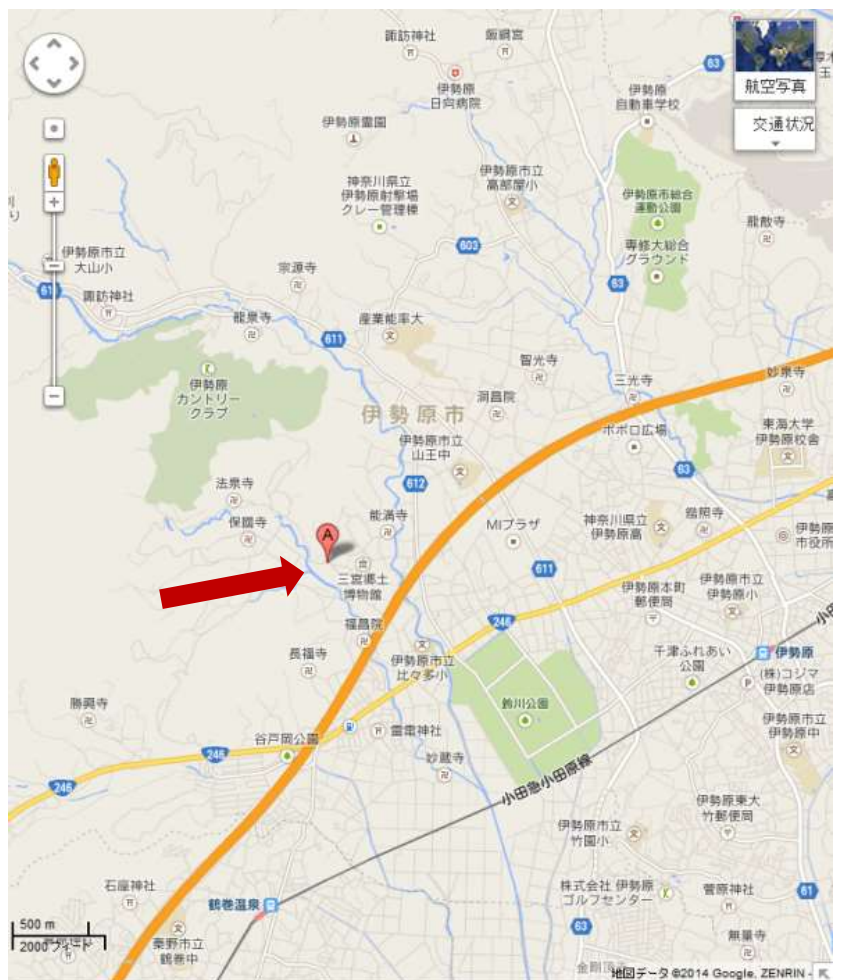 諏訪神社
飯綱宮
63
伊勢原
日向病院
伊勢原
自動車学校
航空写真
交通状況
伊勢原霊園
神奈川県立
伊勢原射撃場
クレー管理棟
伊勢原市立
高部屋小
伊勢原市総合
運動公園
龍散寺
603
専修大総合
グラウンド
伊勢原市立
大山小
宗源寺
63
61
諏訪神社
龍泉寺
産業能率大
611
伊勢原
カントリー
クラブ
智光寺
三光寺
妙泉寺
洞昌院
伊勢原市
ポポロ広場
東海大学
伊勢原校舎
伊勢原市立
山王中
63
法泉寺
612
保國寺
能満寺
MIプラザ
神奈川県立
伊勢原高
伊勢原
市役所
A
三宮郷土
博物館
611
伊勢原本町
郵便局
伊勢原市立
伊勢原小
福昌院
246
長福寺
伊勢原市立
比々多小
千津ふれあい
公園
伊勢原
(株)コジマ
伊勢原店
勝興寺
鈴川公園
伊勢原市立
伊勢原中
谷戸岡公園
雷電神社
246
妙蔵寺
246
小田急小田原線
伊勢原東大
竹郵便局
伊勢原市立
竹園小
石座神社
鶴巻温泉
株式会社 伊勢原
ゴルフセンター
菅原神社
61
500 m
2000 フィート
秦野市立
鶴巻中
63
無量寺
地図データ ©2014 Google, ZENRIN -